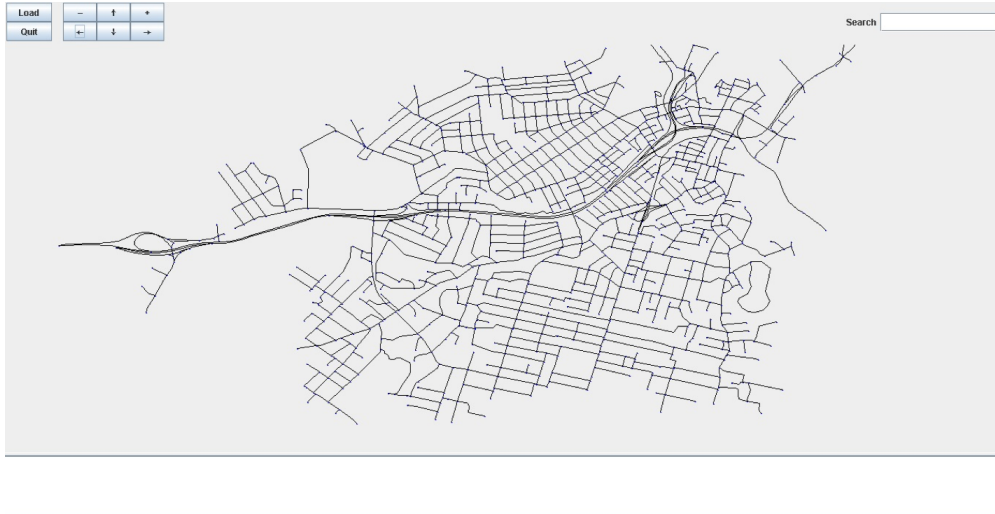 Load - ↑ + Search
Quit ← ↓ →